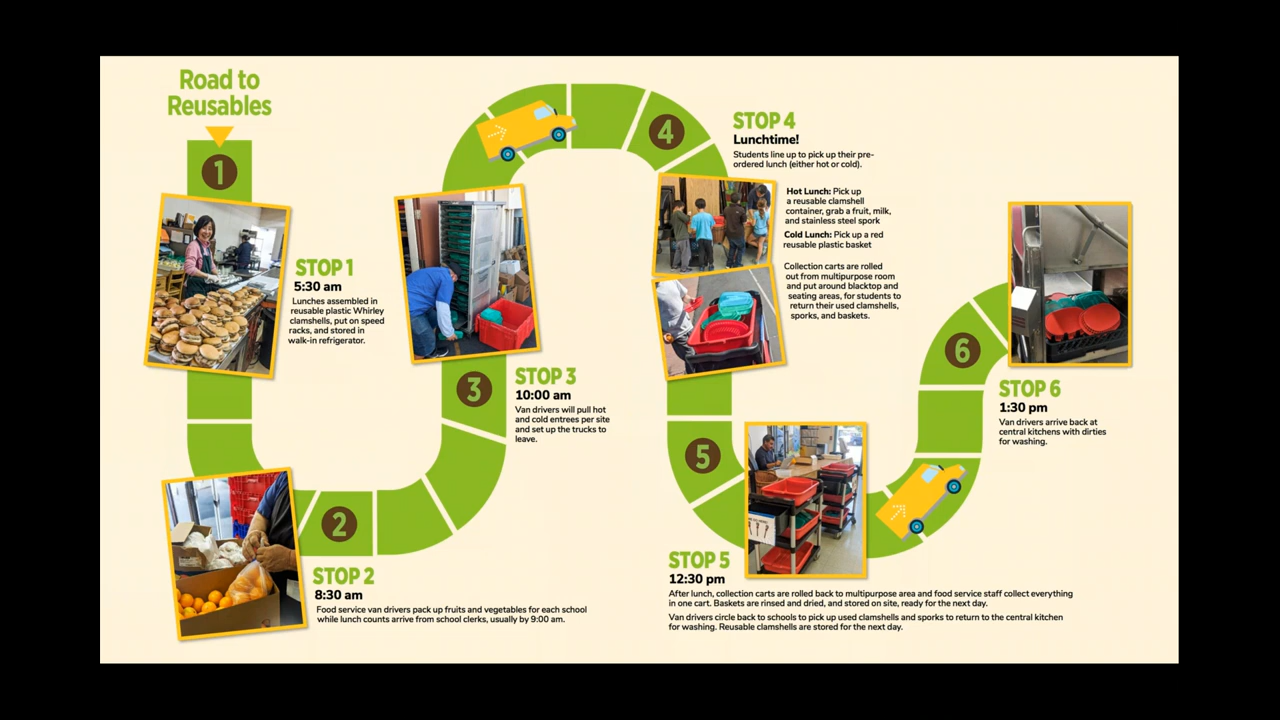 Road to
Reusables
1
STOP 1
5:30 am
Lunches assembled in
reusable plastic Whirley
clamshells, put on speed
racks, and stored in
walk-in refrigerator.
2
STOP 2
8:30 am
Food service van drivers pack up fruits and vegetables for each school
while lunch counts arrive from school clerks, usually by 9:00 am.
3
STOP 3
10:00 am
Van drivers will pull hot
and cold entrees per site
and set up the trucks to
leave.
4
STOP 4
Lunchtime!
Students line up to pick up their pre-
ordered lunch (either hot or cold).
Hot Lunch: Pick up
a reusable clamshell
container, grab a fruit, milk,
and stainless steel spork
Cold Lunch: Pick up a red
reusable plastic basket
Collection carts are rolled
out from multipurpose room
and put around blacktop and
seating areas, for students to
return their used clamshells,
sporks, and baskets.
5
STOP 5
12:30 pm
After lunch, collection carts are rolled back to multipurpose area and food service staff collect everything
in one cart. Baskets are rinsed and dried, and stored on site, ready for the next day.
Van drivers circle back to schools to pick up used clamshells and sporks to return to the central kitchen
for washing. Reusable clamshells are stored for the next day.
6
STOP 6
1:30 pm
Van drivers arrive back at
central kitchens with dirties
for washing.